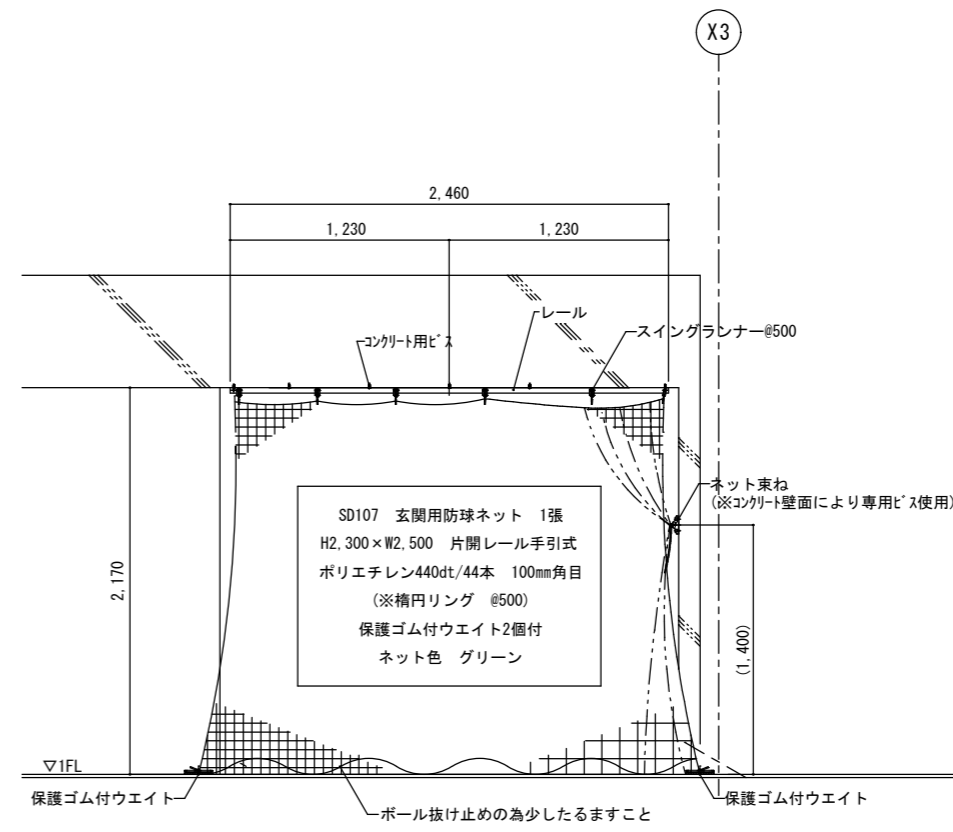 X3
2,460
1,230
1,230
レール
スイングランナー@500
コンクリート用ビス
ネット束ね
(※コンクリート壁面により専用ビス使用)
SD107 玄関用防球ネット 1張
H2,300×W2,500 片開レール手引式
ポリエチレン440dt/44本 100mm角目
(※楕円リング @500)
保護ゴム付ウエイト2個付
ネット色 グリーン
2,170
(1,400)
▽1FL
保護ゴム付ウエイト
ボール抜け止めの為少したるますこと
保護ゴム付ウエイト